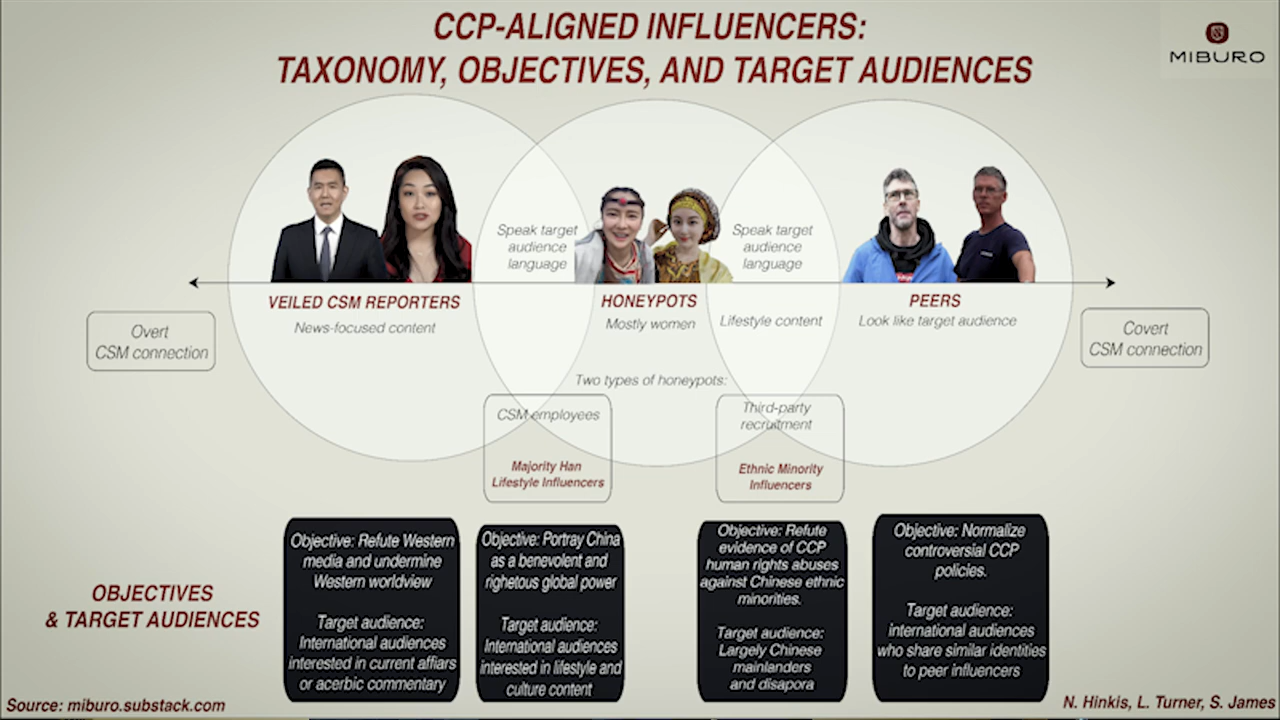 CCP-ALIGNED INFLUENCERS:
TAXONOMY, OBJECTIVES, AND TARGET AUDIENCES
MIBURO
Speak target
audience
language
Speak target
audience
language
VEILED CSM REPORTERS
News-focused content
HONEYPOTS
Mostly women
Lifestyle content
PEERS
Look like target audience
Overt
CSM connection
Covert
CSM connection
Two types of honeypots:
CSM employees
Majority Han
Lifestyle Influencers
Third-party
recruitment
Ethnic Minority
Influencers
OBJECTIVES
& TARGET AUDIENCES
Objective: Refute Western
media and undermine
Western worldview
Target audience:
International audiences
interested in current affiars
or acerbic commentary
Objective: Portray China
as a benevolent and
righetous global power
Target audience:
International audiences
interested in lifestyle and
culture content
Objective: Refute
evidence of CCP
human rights abuses
against Chinese ethnic
minorities.
Target audience:
Largely Chinese
mainlanders
and disapora
Objective: Normalize
controversial CCP
policies.
Target audience:
international audiences
who share similar identities
to peer influencers
Source: miburo.substack.com
N. Hinkis, L. Turner, S. James